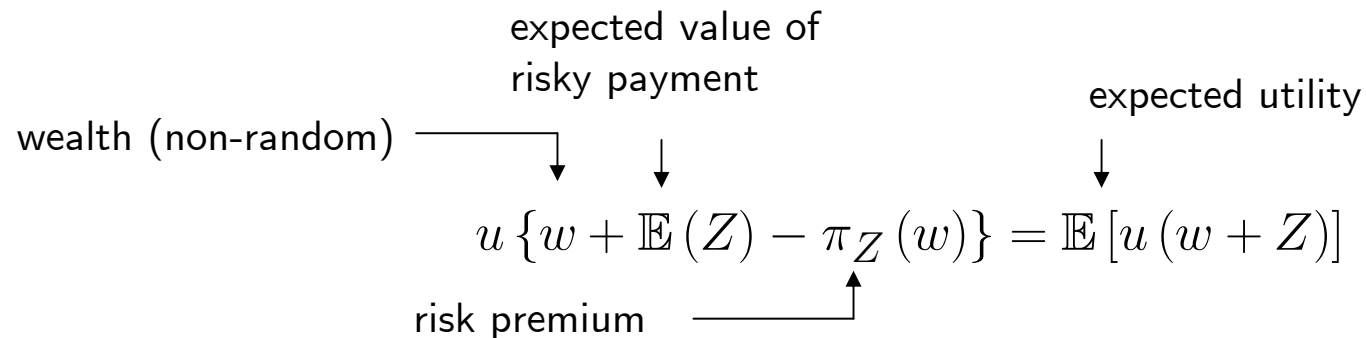 expected value of
risky payment
expected utility
wealth (non-random)
u {w + 𝔼 (Z) − π_Z (w)} = 𝔼 [u (w + Z)]
risk premium